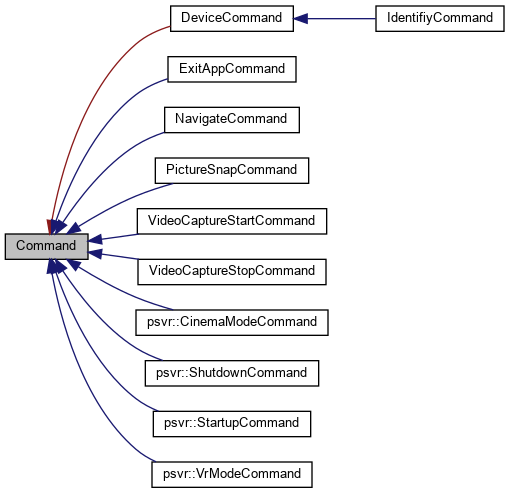 DeviceCommand
IdentifiyCommand
ExitAppCommand
NavigateCommand
PictureSnapCommand
VideoCaptureStartCommand
Command
VideoCaptureStopCommand
psvr::CinemaModeCommand
psvr::ShutdownCommand
psvr::StartupCommand
psvr::VrModeCommand